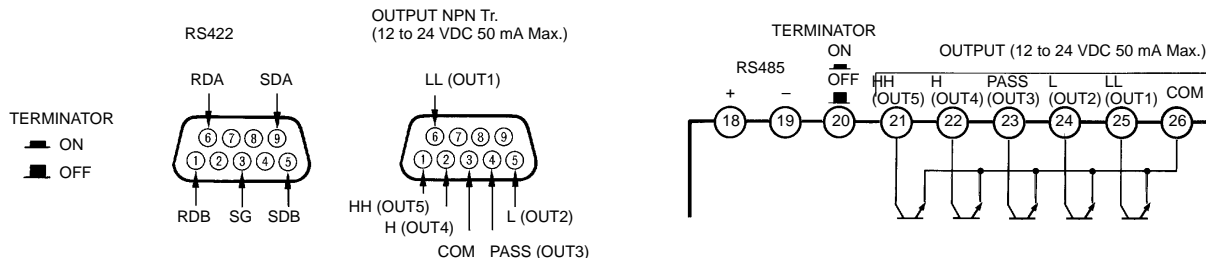 RS422
RDA SDA
TERMINATOR
ON
OFF
6 7 8 9
1 2 3 4 5
RDB SG SDB
OUTPUT NPN Tr.
(12 to 24 VDC 50 mA Max.)
LL (OUT1)
6 7 8 9
1 2 3 4 5
HH (OUT5)
H (OUT4)
COM
PASS (OUT3)
L (OUT2)
RS485
+ –
TERMINATOR
ON
OFF
OUTPUT (12 to 24 VDC 50 mA Max.)
HH (OUT5)
H (OUT4)
PASS (OUT3)
L (OUT2)
LL (OUT1)
COM
18 19 20 21 22 23 24 25 26